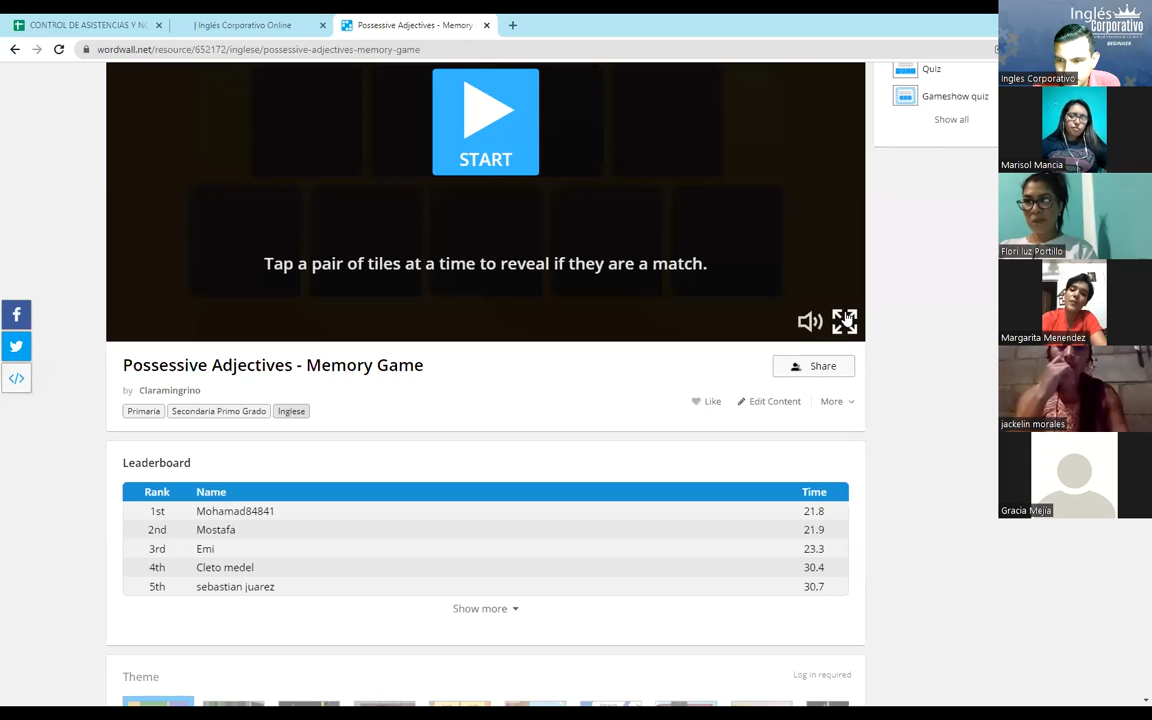 CONTROL DE ASISTENCIAS Y NO
Inglés Corporativo Online
Possessive Adjectives - Memory
wordwall.net/resource/652172/inglese/possessive-adjectives-memory-game
START
Tap a pair of tiles at a time to reveal if they are a match.
Quiz
Gameshow quiz
Show all
Possessive Adjectives - Memory Game
Share
by Claramingrino
Like
Edit Content
More
Primaria
Secondaria Primo Grado
Inglese
Leaderboard
Rank Name Time
1st Mohamad84841 21.8
2nd Mostafa 21.9
3rd Emi 23.3
4th Cleto medel 30.4
5th sebastian juarez 30.7
Show more
Theme
Log in required
Inglés
Corporativo
BEGINNER
Ingles Corporativo
Marisol Mancia
Flori luz Portillo
Margarita Menendez
jackelin morales
Gracia Mejia